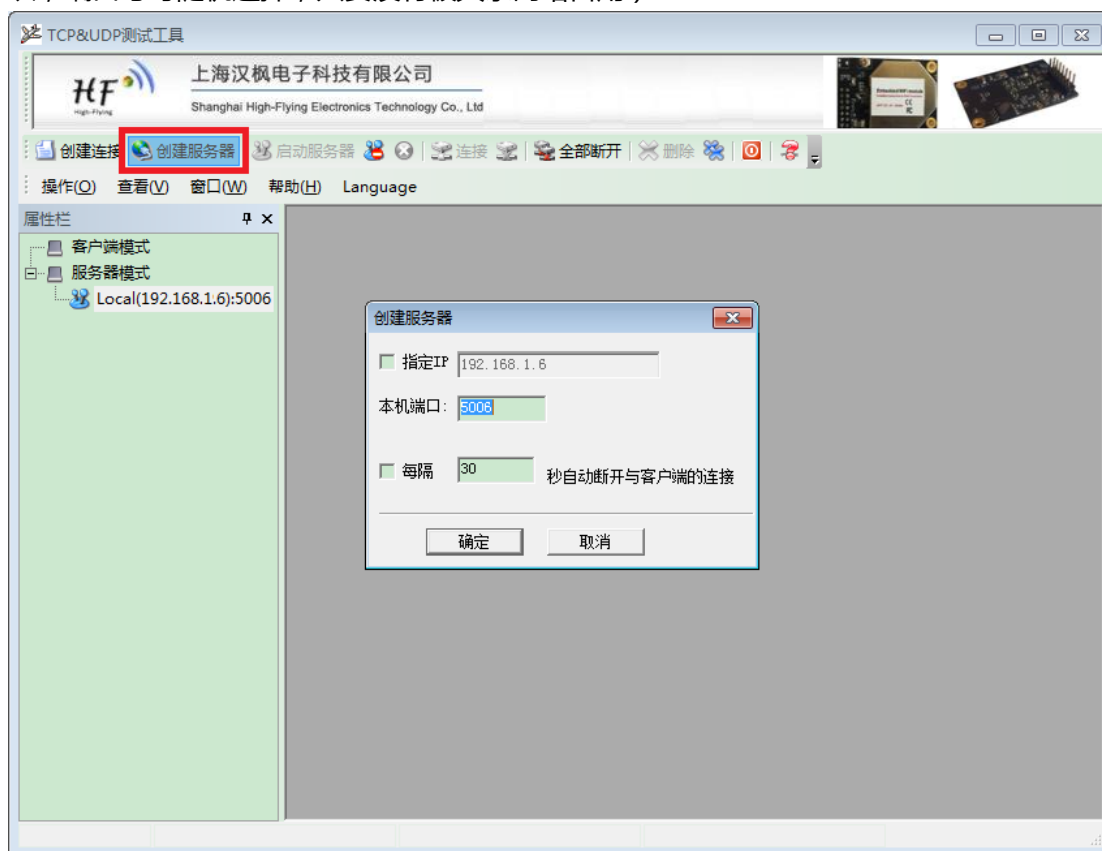 TCP&UDP测试工具
HF
High-Flying
上海汉枫电子科技有限公司
Shanghai High-Flying Electronics Technology Co., Ltd
创建连接 创建服务器 启动服务器 连接 全部断开 删除
操作(O) 查看(V) 窗口(W) 帮助(H) Language
属性栏
客户端模式
服务器模式
Local(192.168.1.6):5006
创建服务器
指定IP 192.168.1.6
本机端口: 5006
每隔 30 秒自动断开与客户端的连接
确定 取消